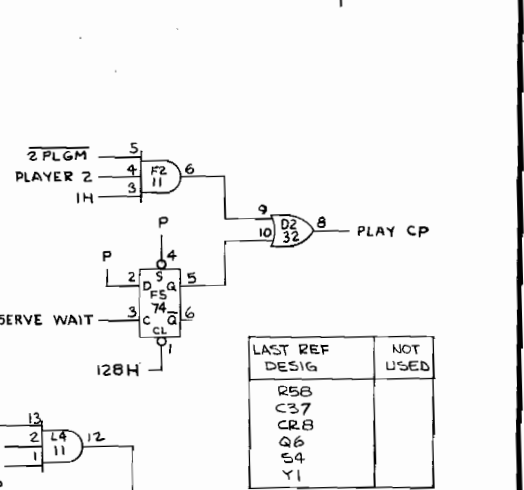 2 PLGM
5
PLAYER 2
4
F2
11
6
1H
3
9
10
D2
32
8
PLAY CP
P
4
P
2
S
D
Q
5
F5
74
SERVE WAIT
3
C
Q
6
CL
1
128H
LAST REF DESIG
NOT USED
R58
C37
CR8
Q6
S4
Y1
13
2
L4
11
12
1